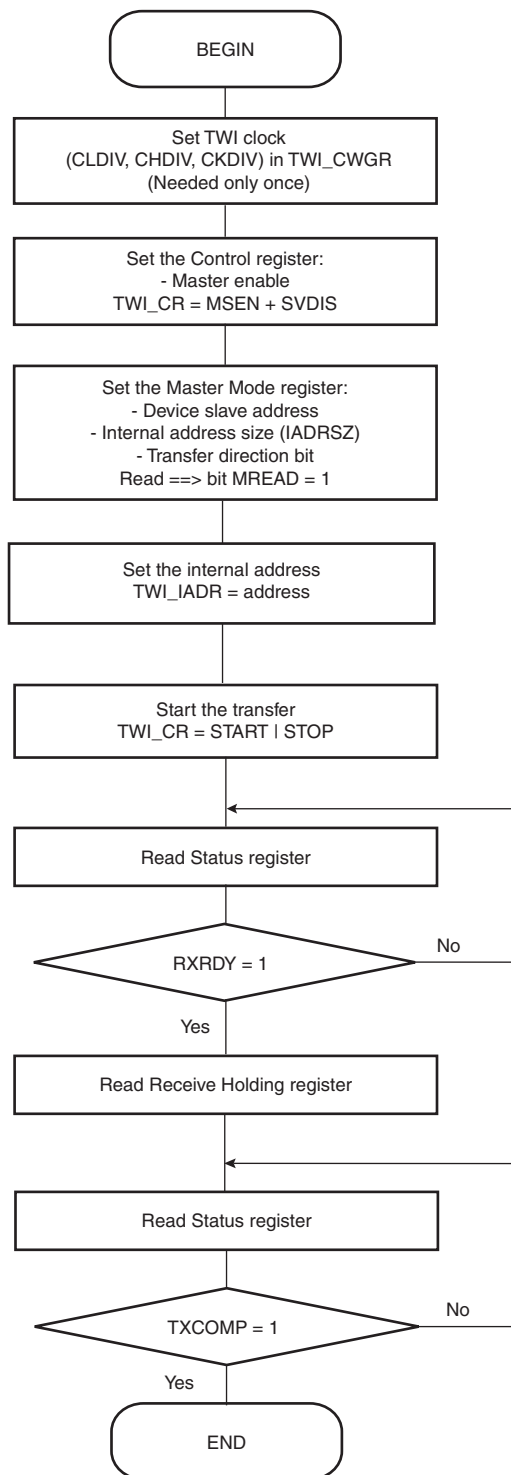 BEGIN
Set TWI clock
(CLDIV, CHDIV, CKDIV) in TWI_CWGR
(Needed only once)
Set the Control register:
- Master enable
TWI_CR = MSEN + SVDIS
Set the Master Mode register:
- Device slave address
- Internal address size (IADRSZ)
- Transfer direction bit
Read ==> bit MREAD = 1
Set the internal address
TWI_IADR = address
Start the transfer
TWI_CR = START | STOP
Read Status register
RXRDY = 1
No
Yes
Read Receive Holding register
Read Status register
TXCOMP = 1
No
Yes
END